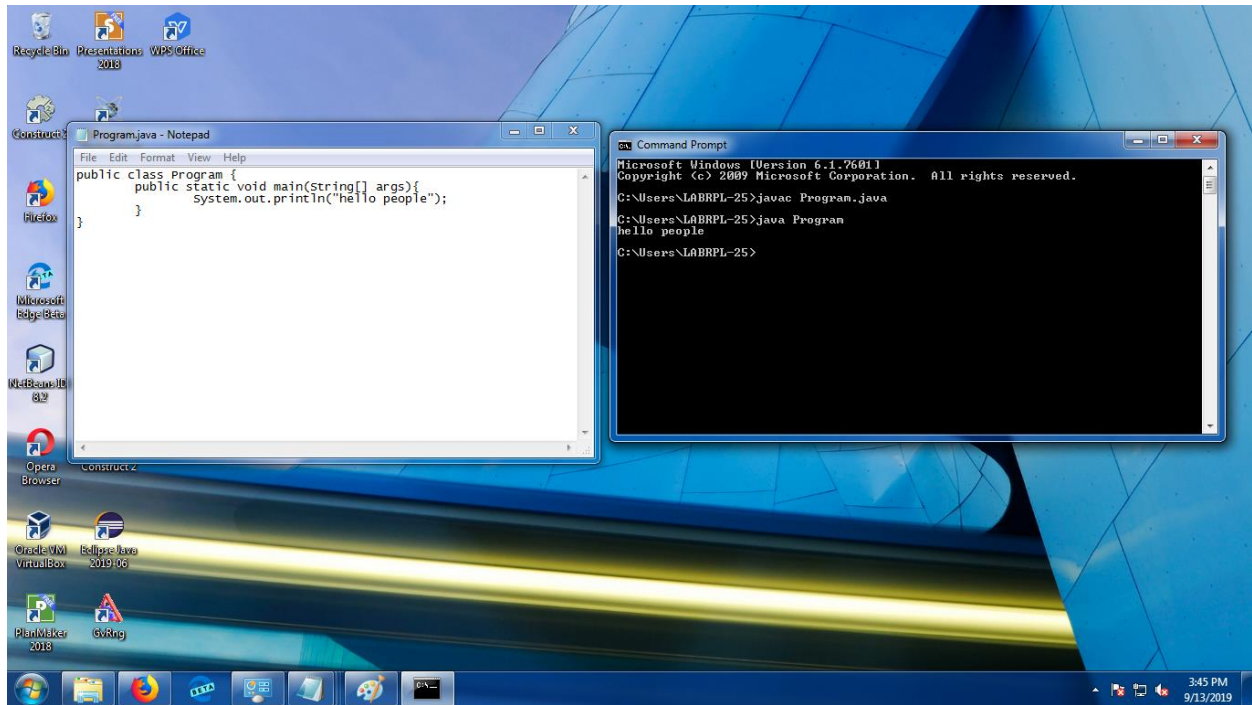 Recycle Bin
Presentations
2018
WPS Office
Program.java - Notepad
File Edit Format View Help
public class Program {
public static void main(String[] args){
System.out.println("hello people");
}
}
Command Prompt
Microsoft Windows [Version 6.1.7601]
Copyright (c) 2009 Microsoft Corporation. All rights reserved.
C:\Users\LABRPL-25>javac Program.java
C:\Users\LABRPL-25>java Program
hello people
C:\Users\LABRPL-25>
Firefox
Microsoft
Edge Beta
8.2
Opera
Browser
Construct 2
Oracle VM
VirtualBox
Eclipse Java
2019-06
PlanMaker
2018
GvRng
BETA
3:45 PM
9/13/2019